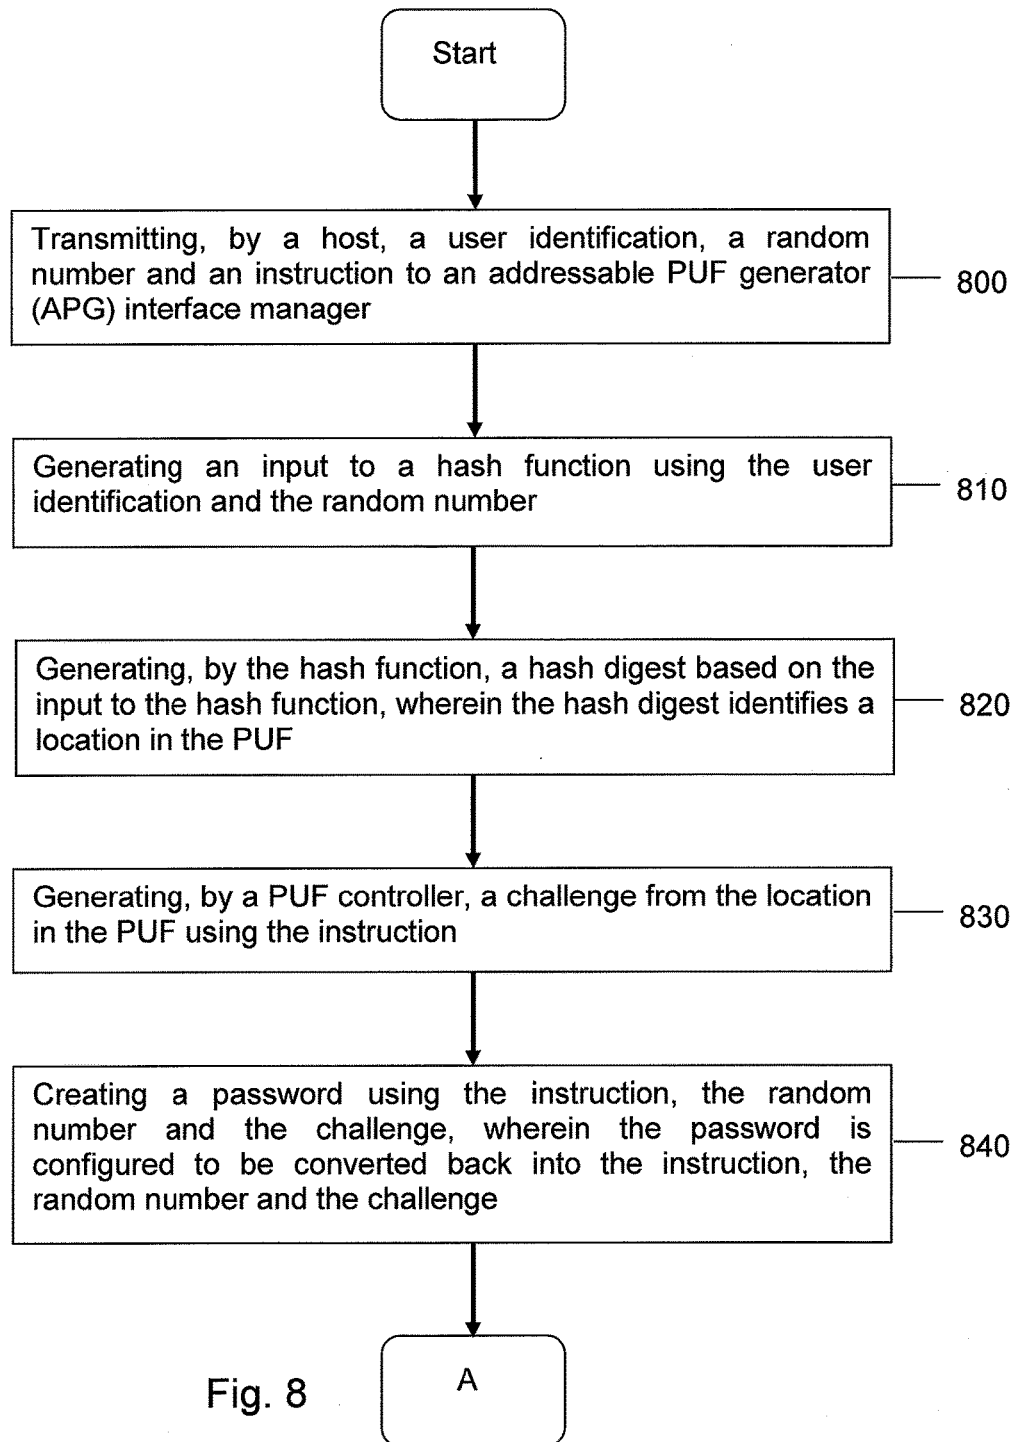 Start
Transmitting, by a host, a user identification, a random
number and an instruction to an addressable PUF generator
(APG) interface manager
800
Generating an input to a hash function using the user
identification and the random number
810
Generating, by the hash function, a hash digest based on the
input to the hash function, wherein the hash digest identifies a
location in the PUF
820
Generating, by a PUF controller, a challenge from the location
in the PUF using the instruction
830
Creating a password using the instruction, the random
number and the challenge, wherein the password is
configured to be converted back into the instruction, the
random number and the challenge
840
A
Fig. 8